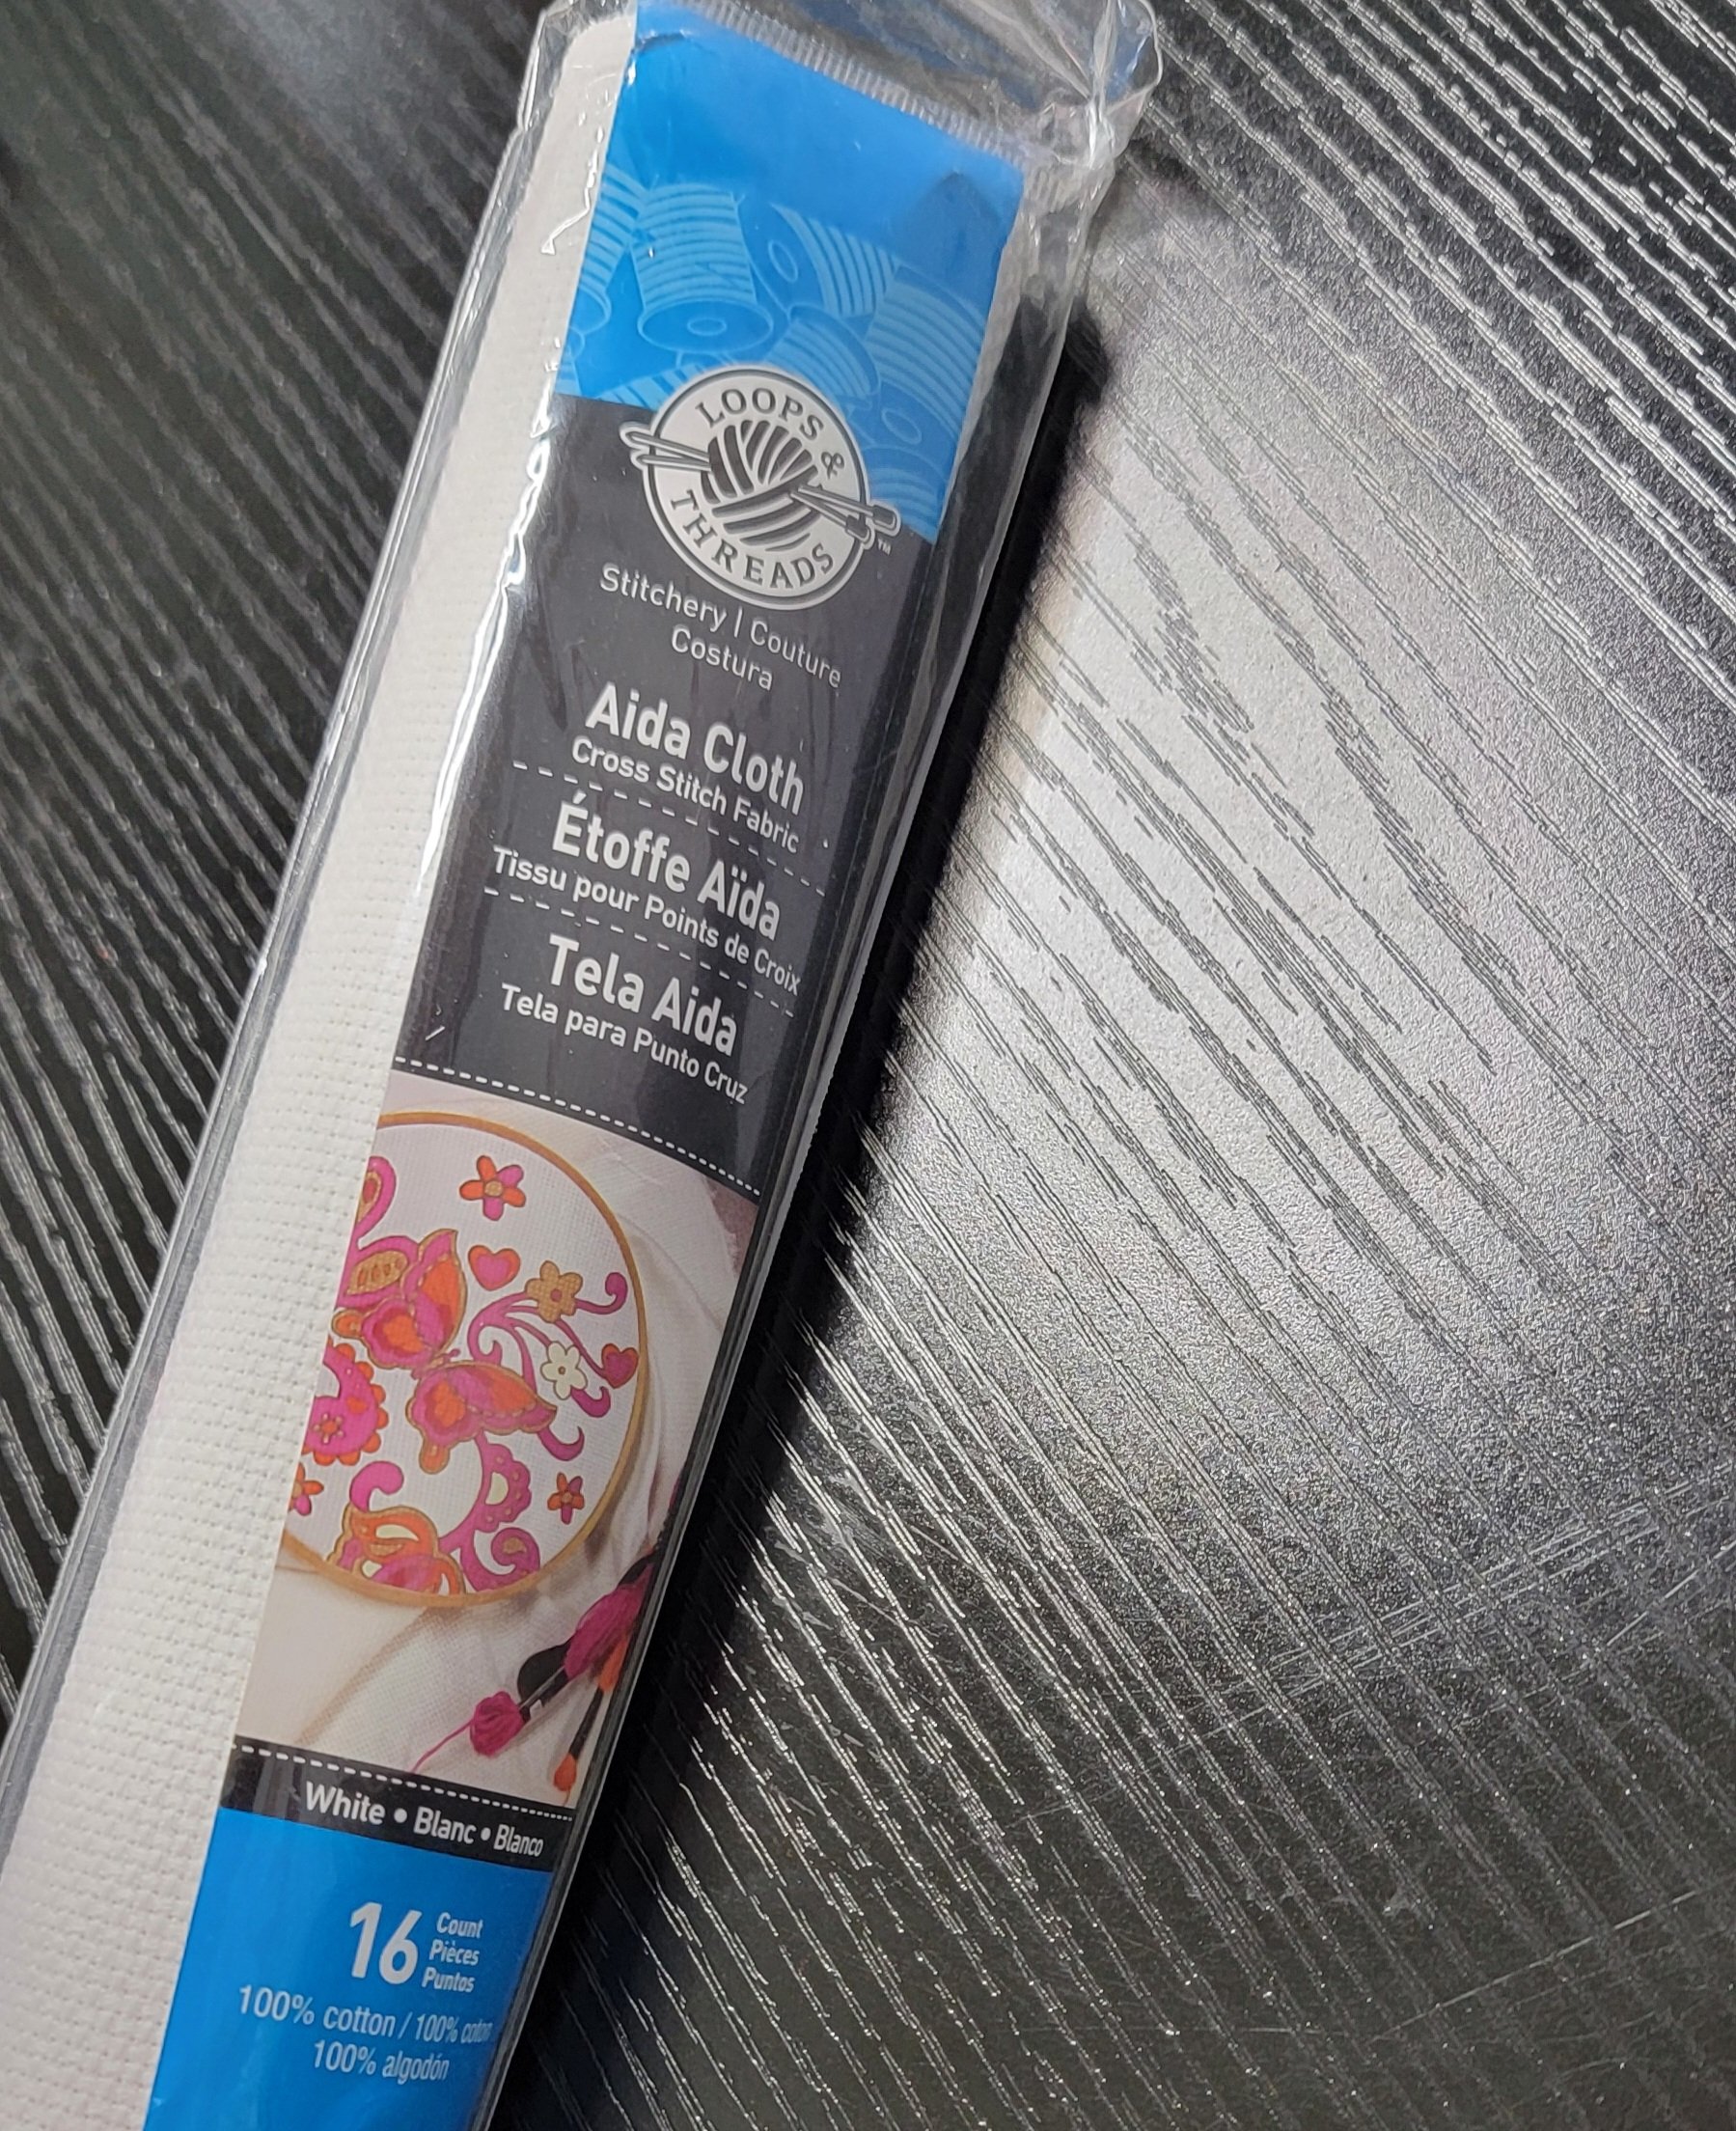 LOOPS &
THREADS
™
Stitchery | Couture
Costura
Aida Cloth
Cross Stitch Fabric
Étoffe Aïda
Tissu pour Points de Croix
Tela Aida
Tela para Punto Cruz
White • Blanc • Blanco
16 Count
Pièces
Puntos
100% cotton / 100% coton
100% algodón